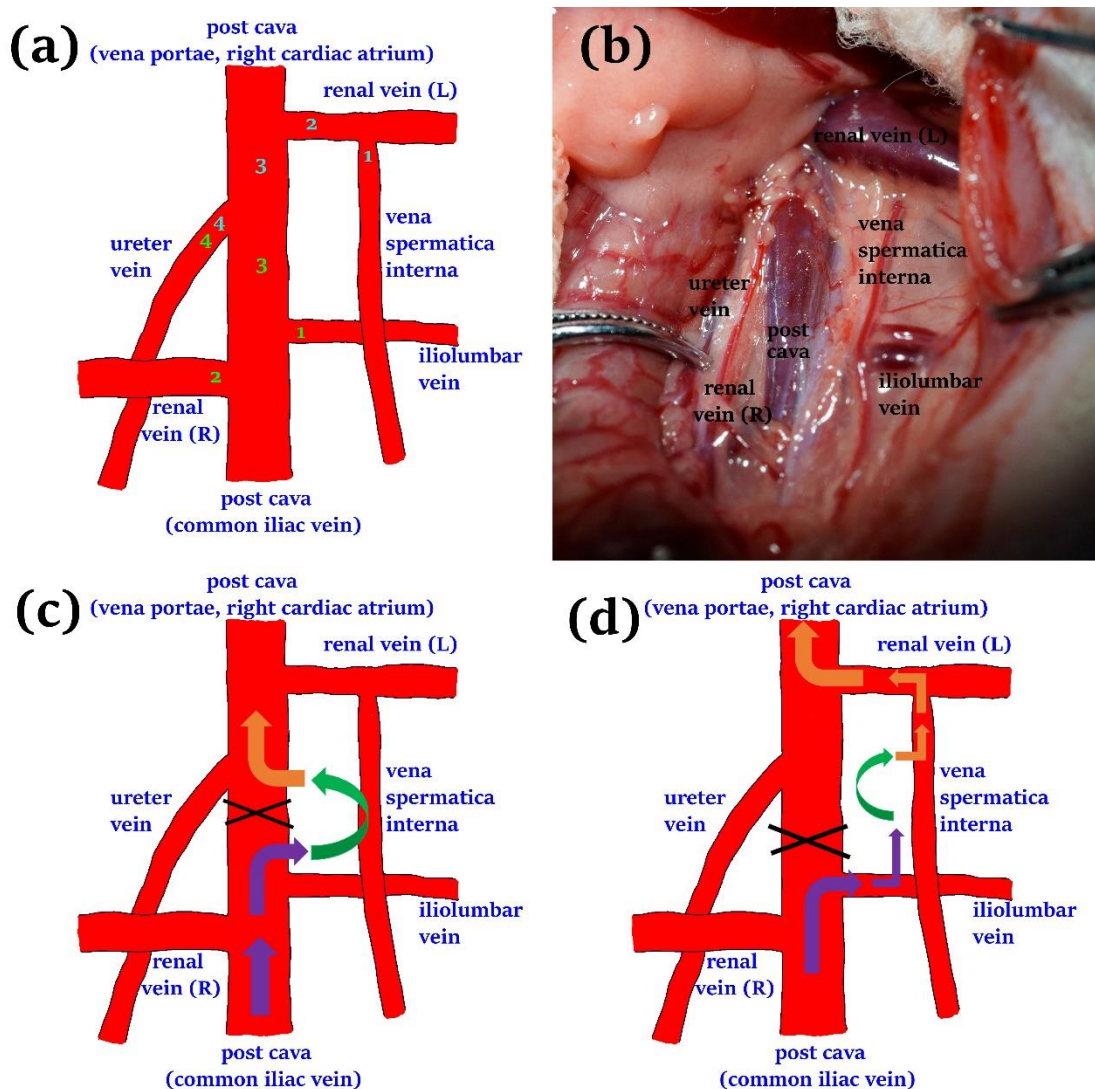 (a)
post cava
(vena portae, right cardiac atrium)
renal vein (L)
2
1
3
4
4
ureter
vein
vena
spermatica
interna
3
1
iliolumbar
vein
2
renal
vein (R)
post cava
(common iliac vein)
(b)
renal vein (L)
vena
spermatica
interna
ureter
vein
post
cava
renal
vein (R)
iliolumbar
vein
(c)
post cava
(vena portae, right cardiac atrium)
renal vein (L)
ureter
vein
vena
spermatica
interna
iliolumbar
vein
renal
vein (R)
post cava
(common iliac vein)
(d)
post cava
(vena portae, right cardiac atrium)
renal vein (L)
ureter
vein
vena
spermatica
interna
iliolumbar
vein
renal
vein (R)
post cava
(common iliac vein)